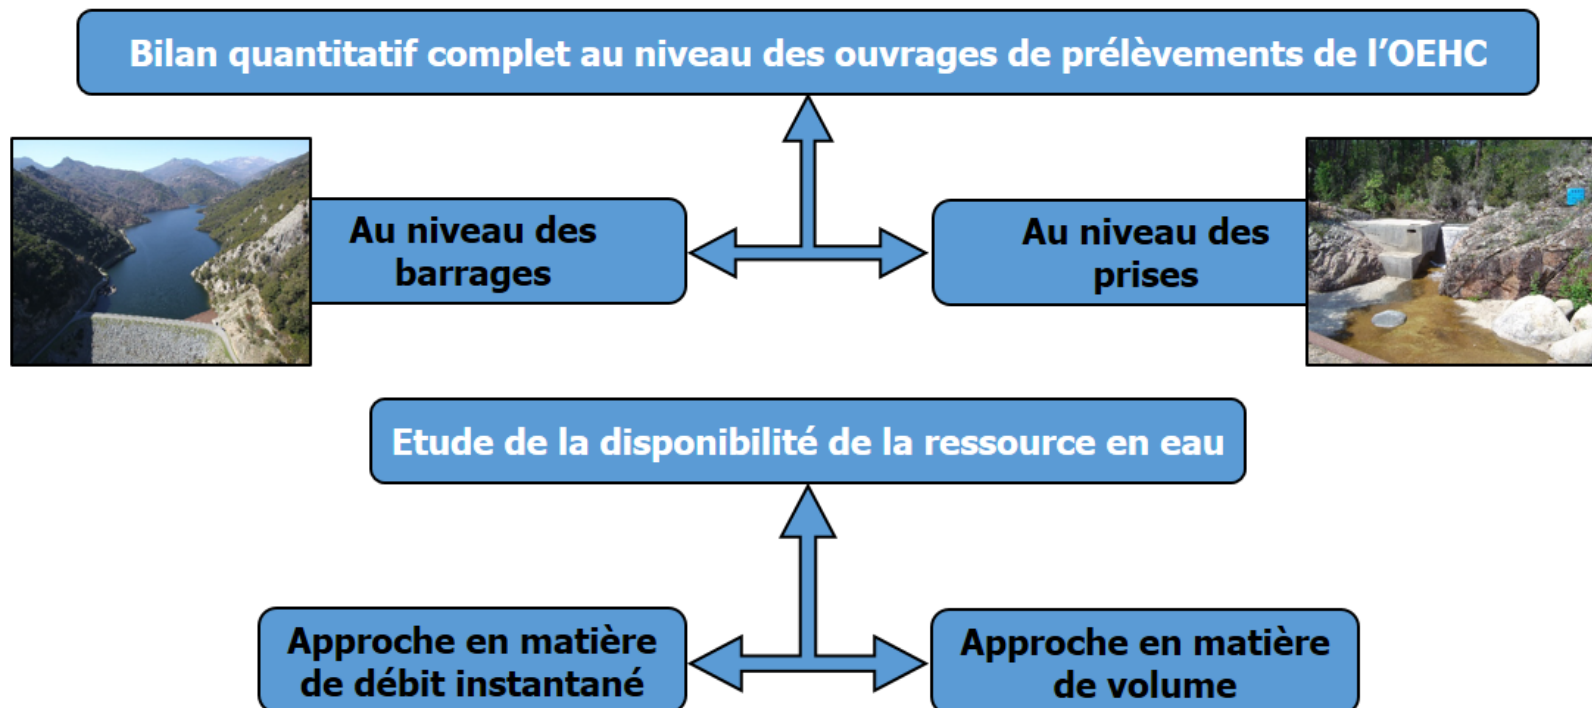 Bilan quantitatif complet au niveau des ouvrages de prélèvements de l’OEHC
Au niveau des
barrages
Au niveau des
prises
Etude de la disponibilité de la ressource en eau
Approche en matière
de débit instantané
Approche en matière
de volume